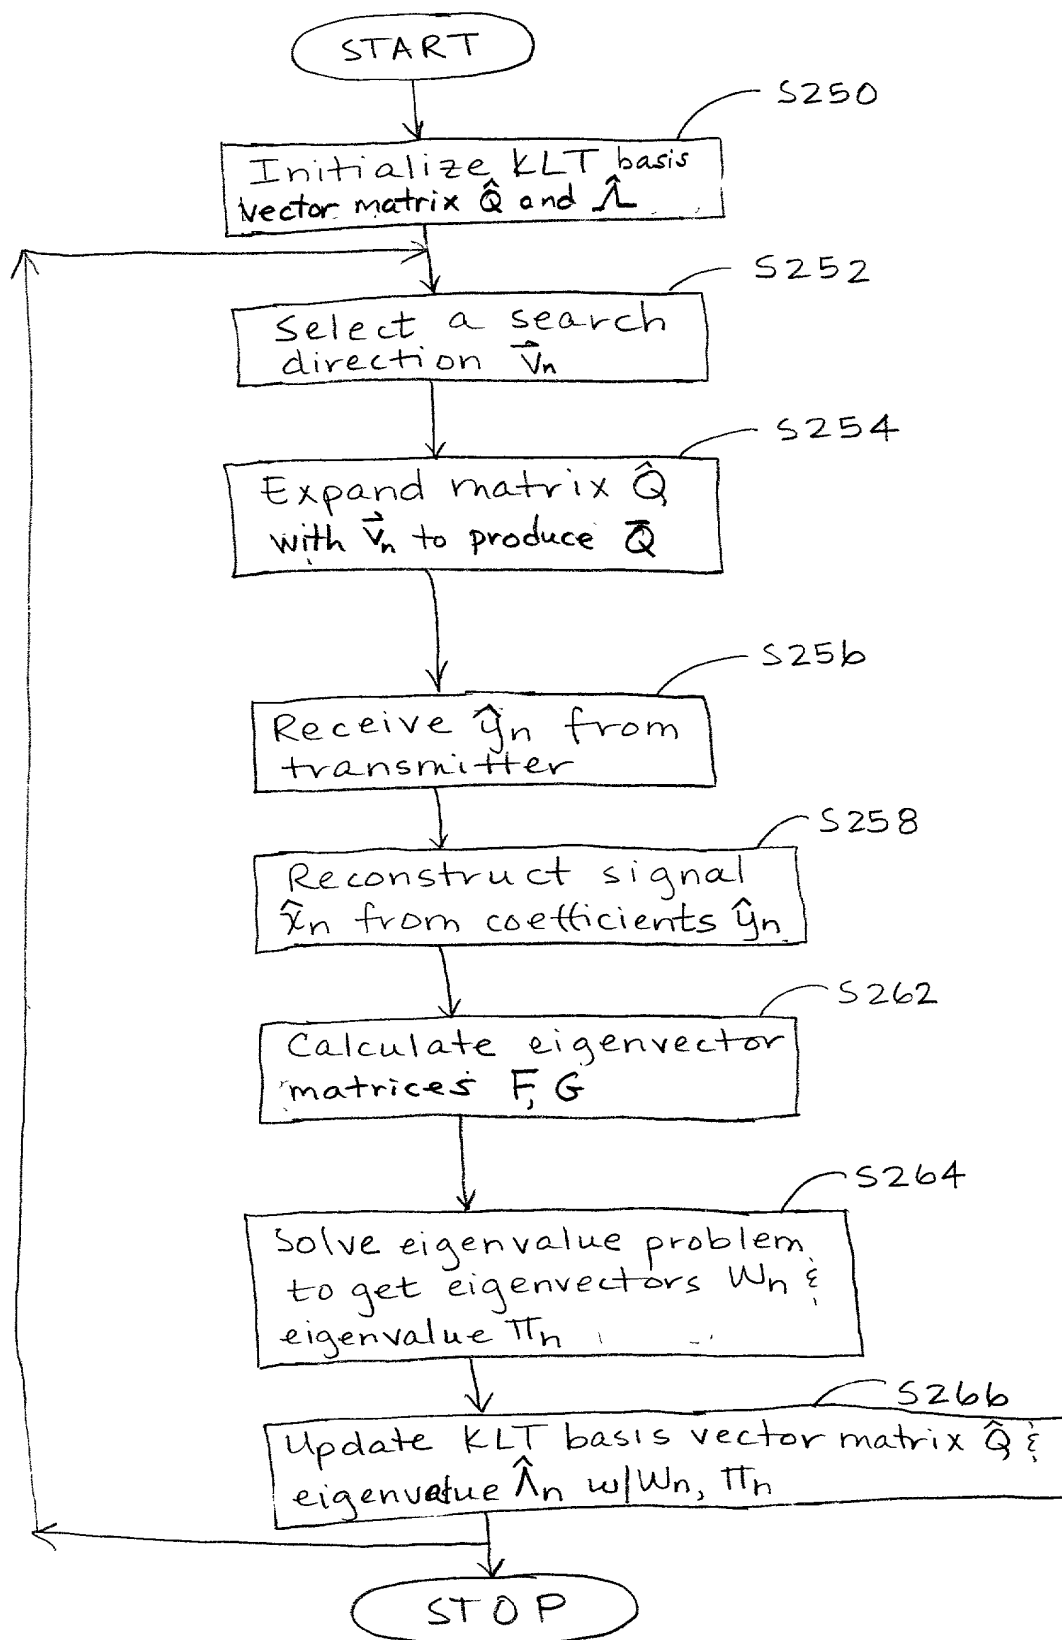 START
S250
Initialize KLT basis
vector matrix Q̂ and Λ̂
S252
Select a search
direction v⃗n
S254
Expand matrix Q̂
with v⃗n to produce Q̄
S256
Receive ŷn from
transmitter
S258
Reconstruct signal
x̂n from coefficients ŷn
S262
Calculate eigenvector
matrices F, G
S264
Solve eigenvalue problem
to get eigenvectors Wn &
eigenvalue Πn
S266
Update KLT basis vector matrix Q̂ &
eigenvalue Λ̂n w/Wn, Πn
STOP